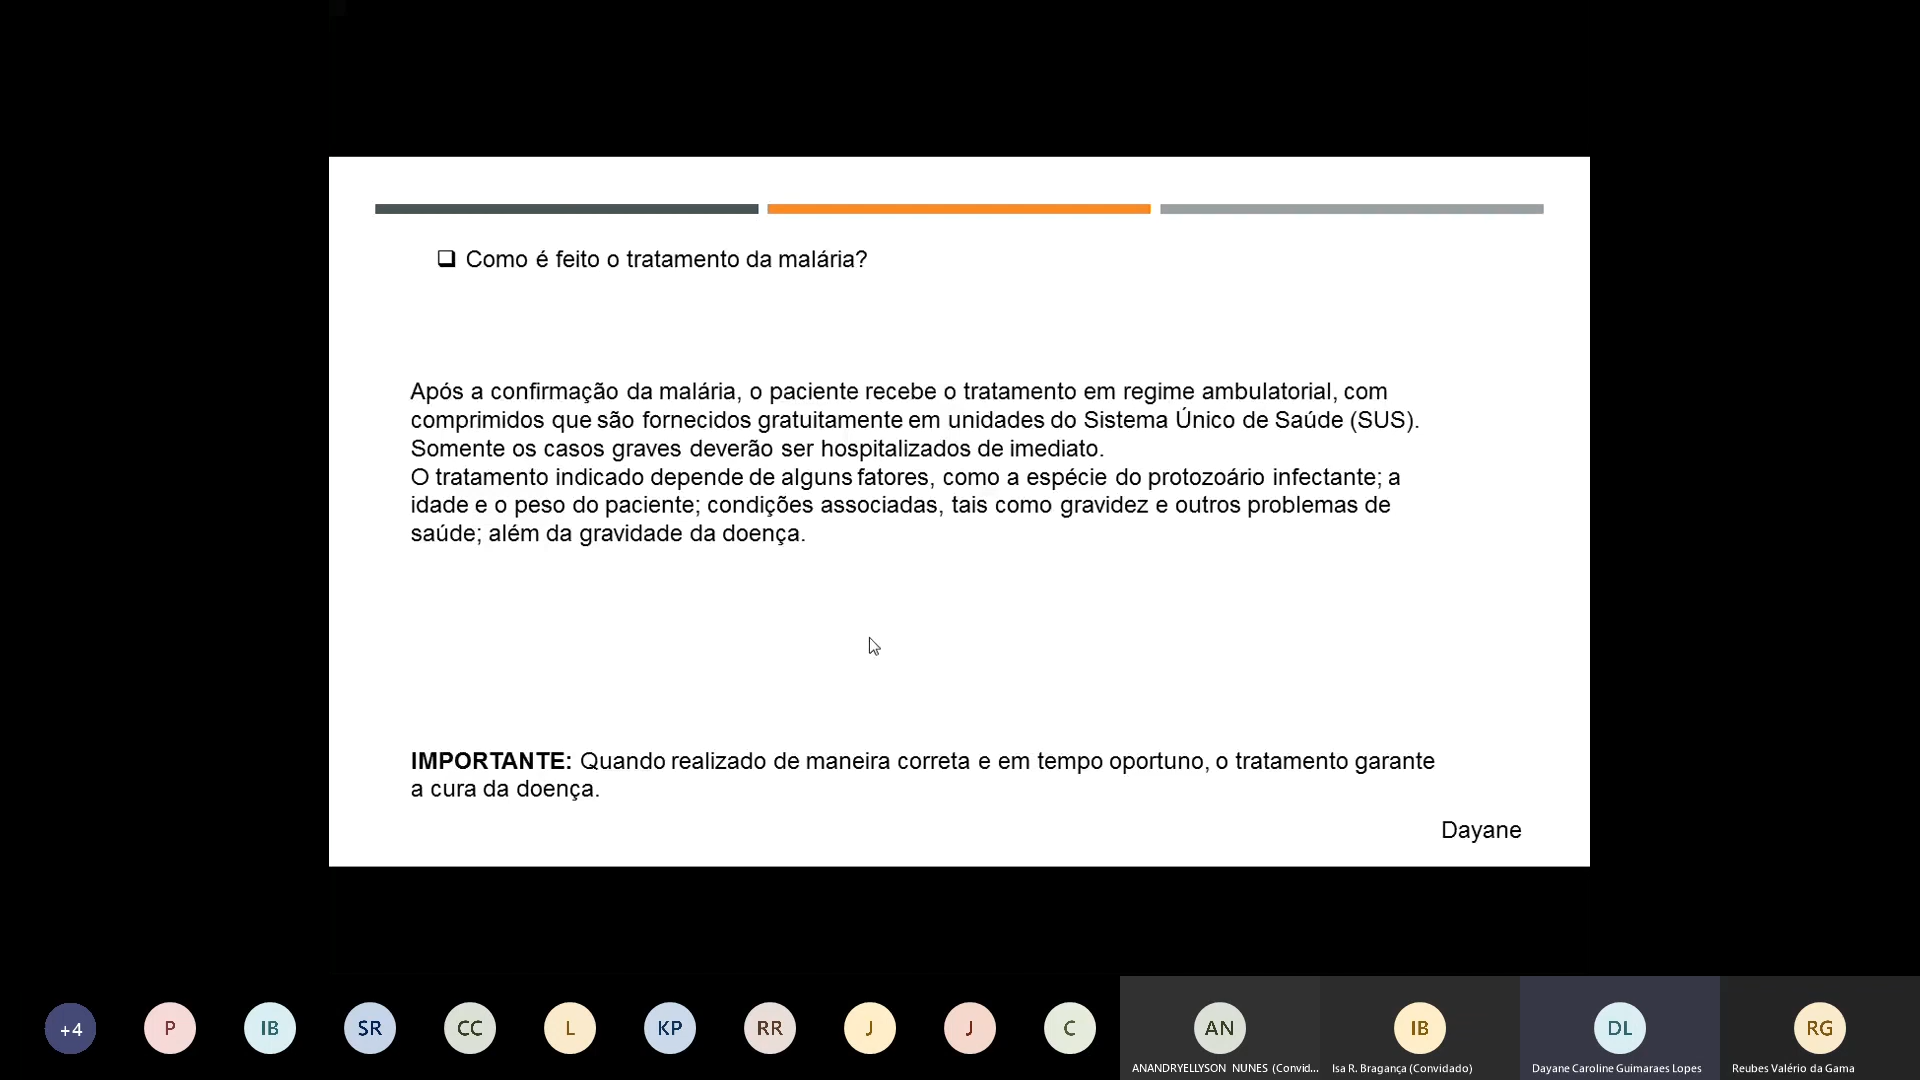 Como é feito o tratamento da malária?
Após a confirmação da malária, o paciente recebe o tratamento em regime ambulatorial, com
comprimidos que são fornecidos gratuitamente em unidades do Sistema Único de Saúde (SUS).
Somente os casos graves deverão ser hospitalizados de imediato.
O tratamento indicado depende de alguns fatores, como a espécie do protozoário infectante; a
idade e o peso do paciente; condições associadas, tais como gravidez e outros problemas de
saúde; além da gravidade da doença.
IMPORTANTE: Quando realizado de maneira correta e em tempo oportuno, o tratamento garante
a cura da doença.
Dayane
+4 P IB SR CC L KP RR J J C AN IB DL RG
ANANDRYELLYSON NUNES (Convid... Isa R. Bragança (Convidado) Dayane Caroline Guimaraes Lopes Reubes Valério da Gama